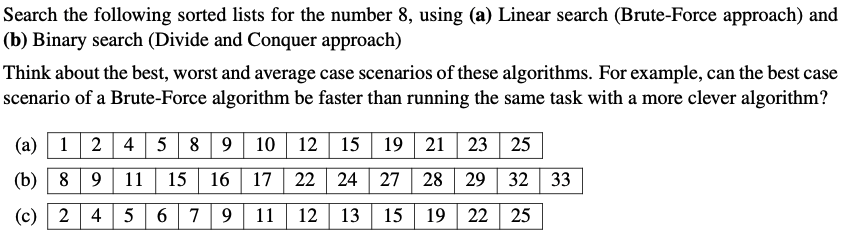 Search the following sorted lists for the number 8, using (a) Linear search (Brute-Force approach) and
(b) Binary search (Divide and Conquer approach)
Think about the best, worst and average case scenarios of these algorithms. For example, can the best case
scenario of a Brute-Force algorithm be faster than running the same task with a more clever algorithm?
(a) 1 2 4 5 8 9 10 12 15 19 21 23 25
(b) 8 9 11 15 16 17 22 24 27 28 29 32 33
(c) 2 4 5 6 7 9 11 12 13 15 19 22 25